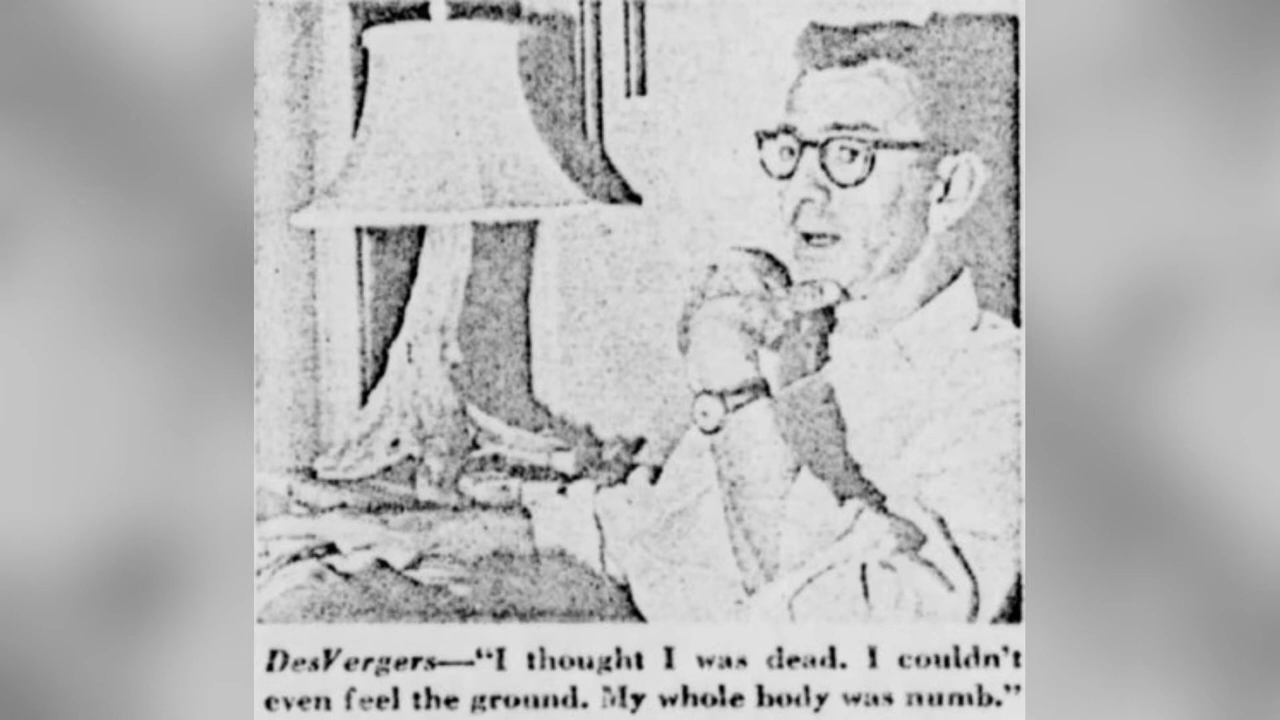 DesVergers—"I thought I was dead. I couldn't
even feel the ground. My whole body was numb."